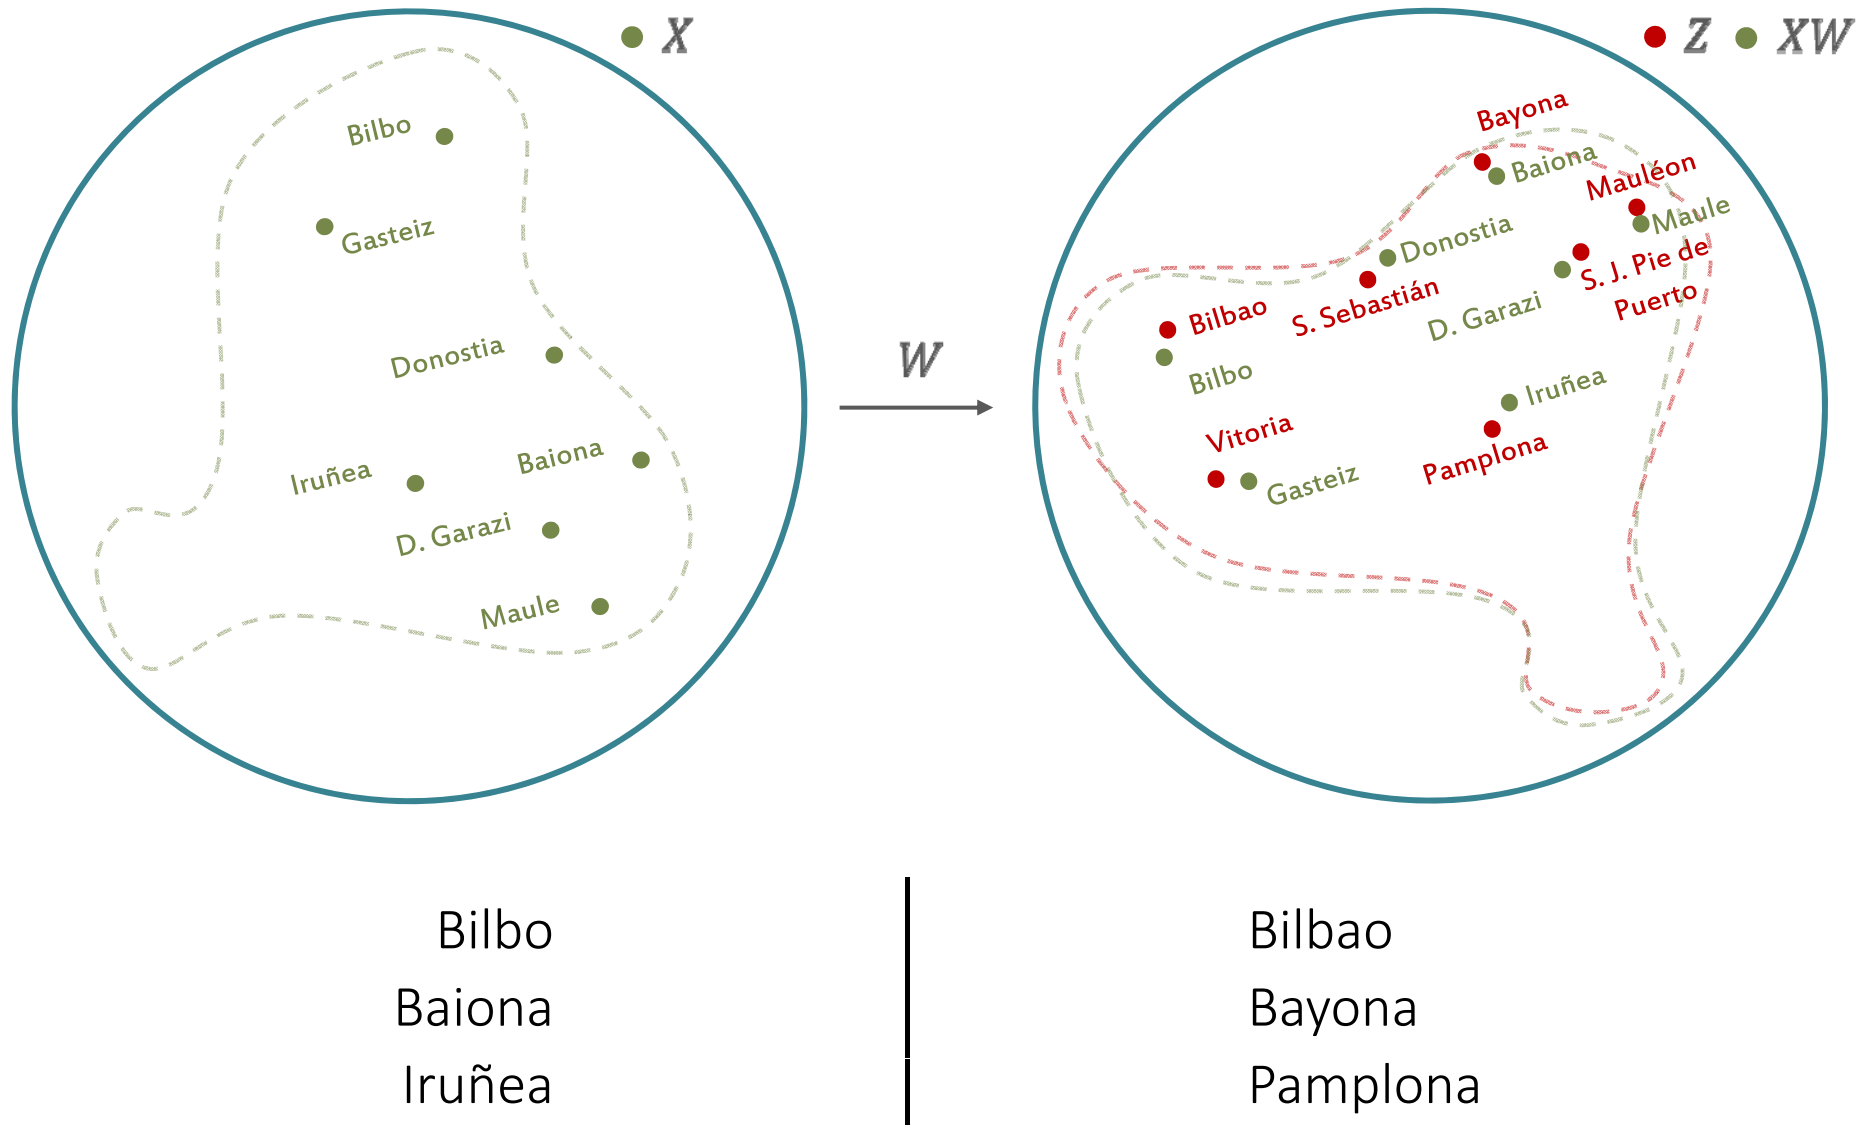 X
Bilbo
Gasteiz
Donostia
Baiona
Iruñea
D. Garazi
Maule
W
Z XW
Bayona
Baiona
Mauléon
Maule
Donostia
S. J. Pie de
Puerto
S. Sebastián
D. Garazi
Bilbao
Bilbo
Iruñea
Vitoria
Pamplona
Gasteiz
Bilbo Bilbao
Baiona Bayona
Iruñea Pamplona